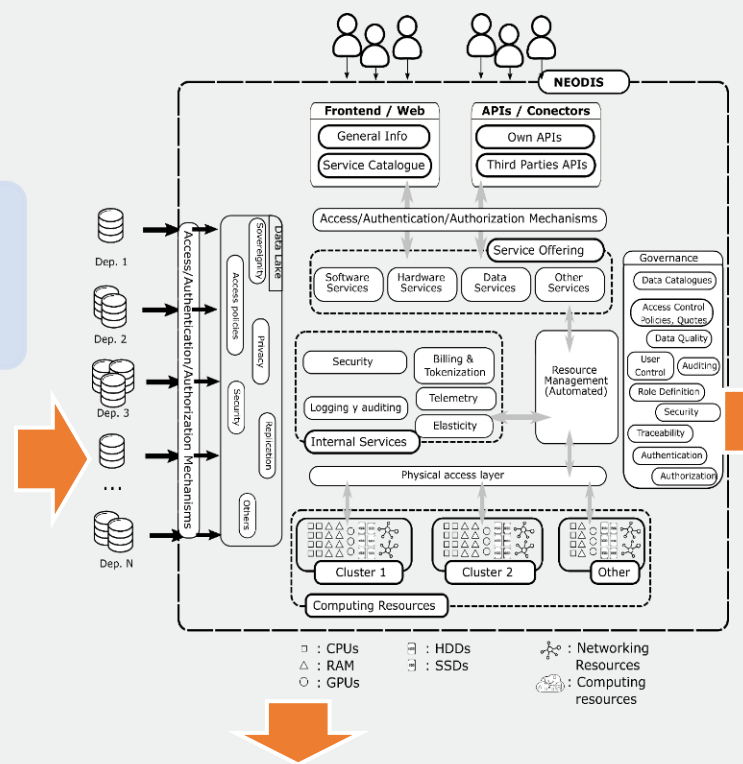 NEODIS
Frontend / Web
General Info
Service Catalogue
APIs / Conectors
Own APIs
Third Parties APIs
Access/Authentication/Authorization Mechanisms
Service Offering
Software
Services
Hardware
Services
Data
Services
Other
Services
Dep. 1
Dep. 2
Dep. 3
...
Dep. N
Access/Authentication/Authorization Mechanisms
Data Lake
Sovereignity
Access policies
Privacy
Security
Replication
Others
Security
Billing &
Tokenization
Logging y auditing
Telemetry
Elasticity
Internal Services
Resource
Management
(Automated)
Governance
Data Catalogues
Access Control
Policies, Quotes
Data Quality
User
Control
Auditing
Role Definition
Security
Traceability
Authentication
Authorization
Physical access layer
Cluster 1
Cluster 2
Other
Computing Resources
: CPUs
: RAM
: GPUs
: HDDs
: SSDs
: Networking
Resources
: Computing
resources